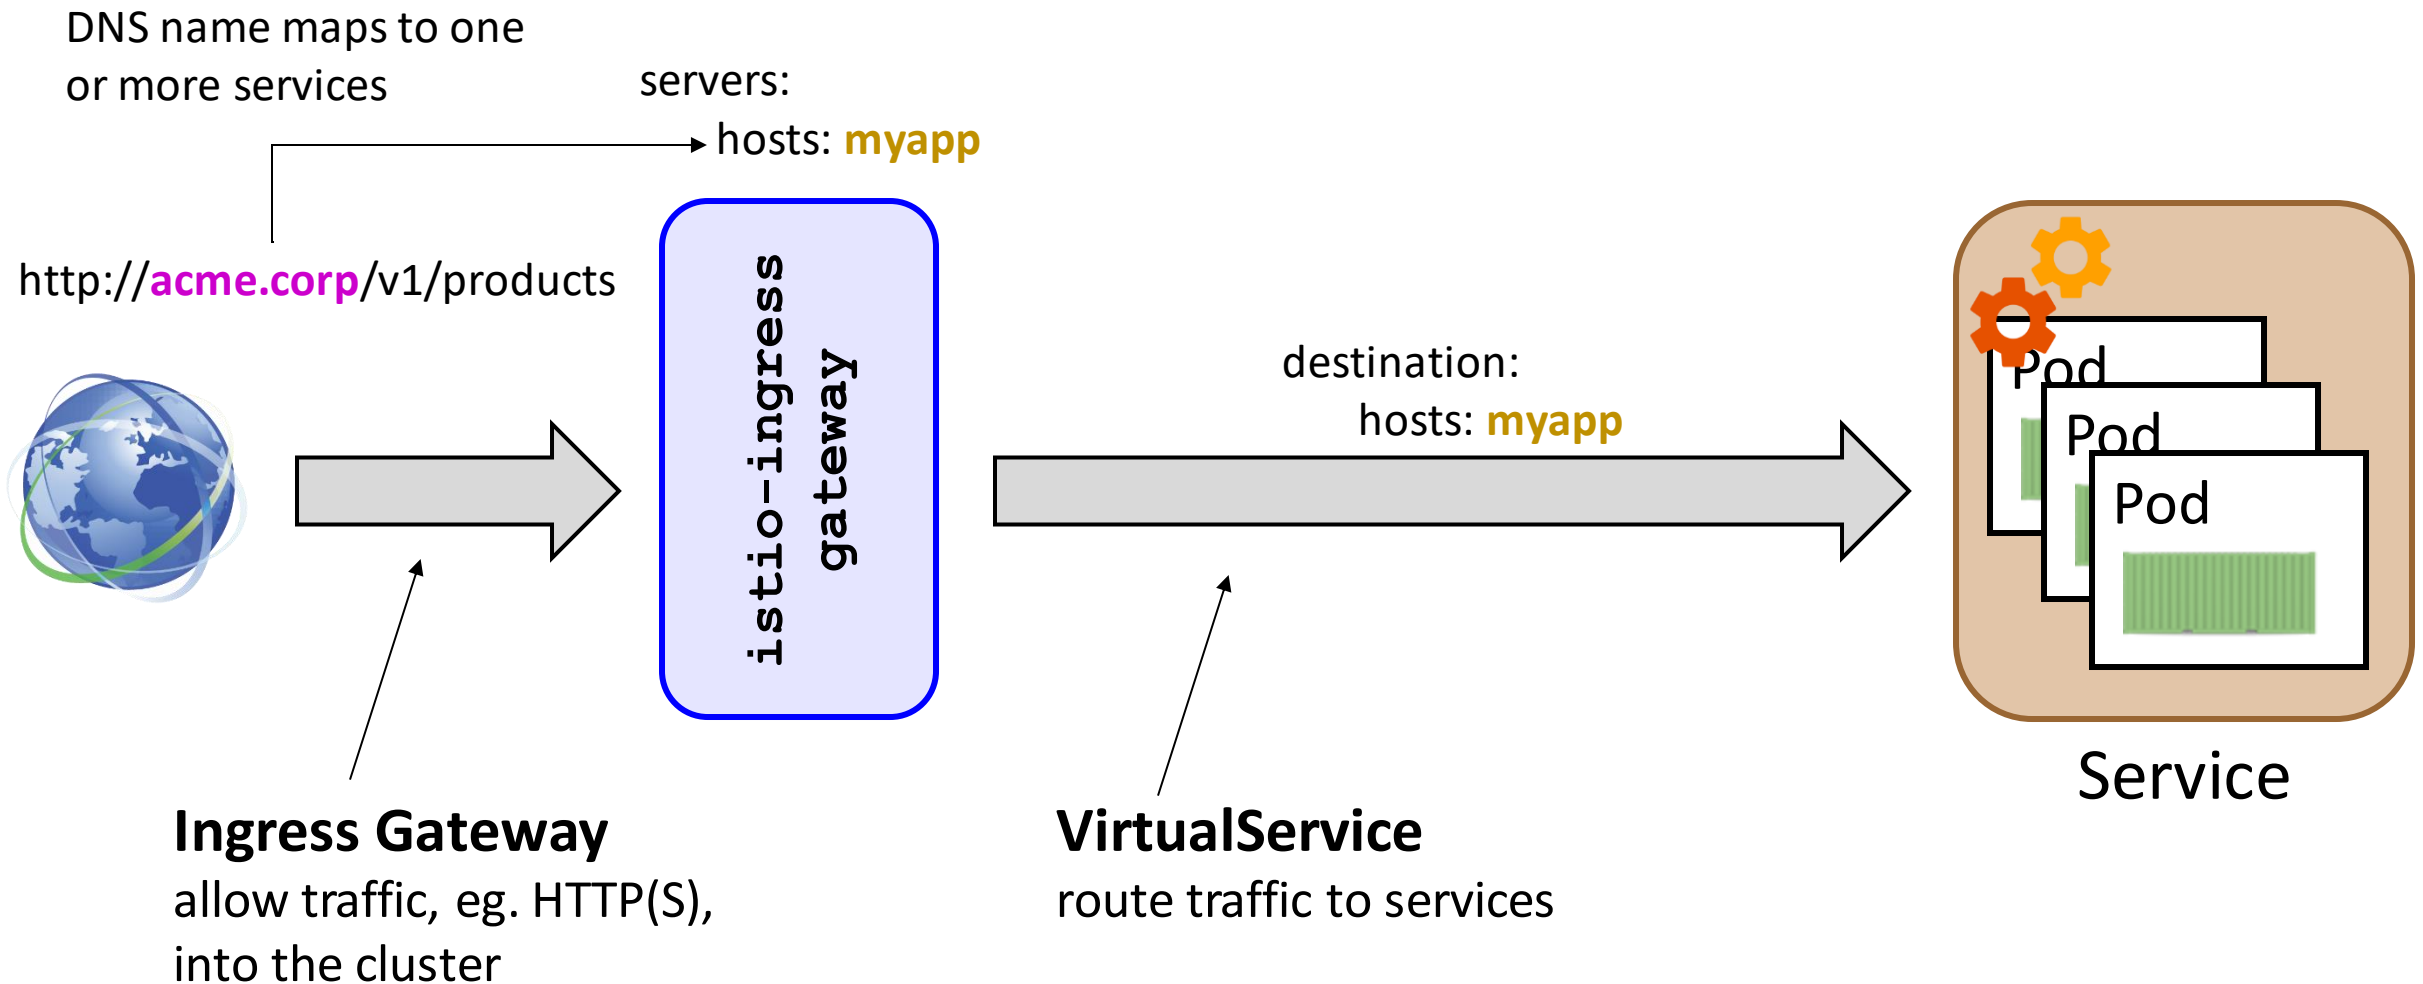 DNS name maps to one
or more services
servers:
hosts: myapp
http://acme.corp/v1/products
istio-ingress
gateway
destination:
hosts: myapp
Pod
Pod
Pod
Service
Ingress Gateway
allow traffic, eg. HTTP(S),
into the cluster
VirtualService
route traffic to services